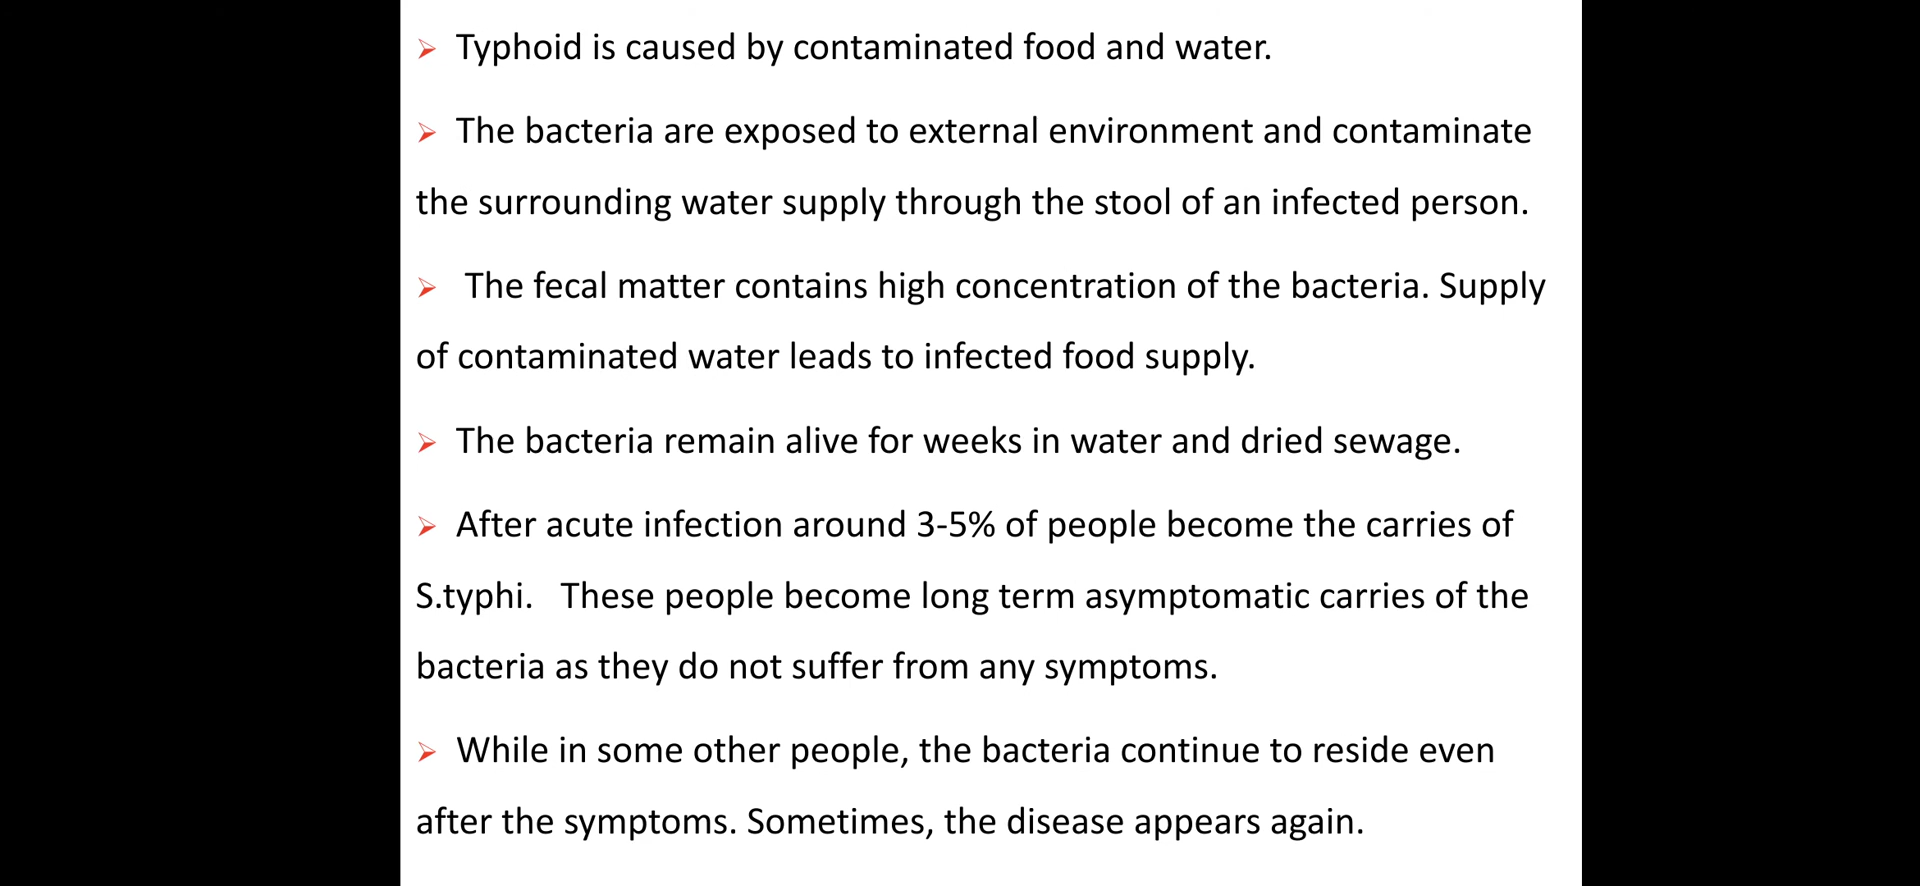 ➢ Typhoid is caused by contaminated food and water.
➢ The bacteria are exposed to external environment and contaminate
the surrounding water supply through the stool of an infected person.
➢ The fecal matter contains high concentration of the bacteria. Supply
of contaminated water leads to infected food supply.
➢ The bacteria remain alive for weeks in water and dried sewage.
➢ After acute infection around 3-5% of people become the carries of
S.typhi. These people become long term asymptomatic carries of the
bacteria as they do not suffer from any symptoms.
➢ While in some other people, the bacteria continue to reside even
after the symptoms. Sometimes, the disease appears again.